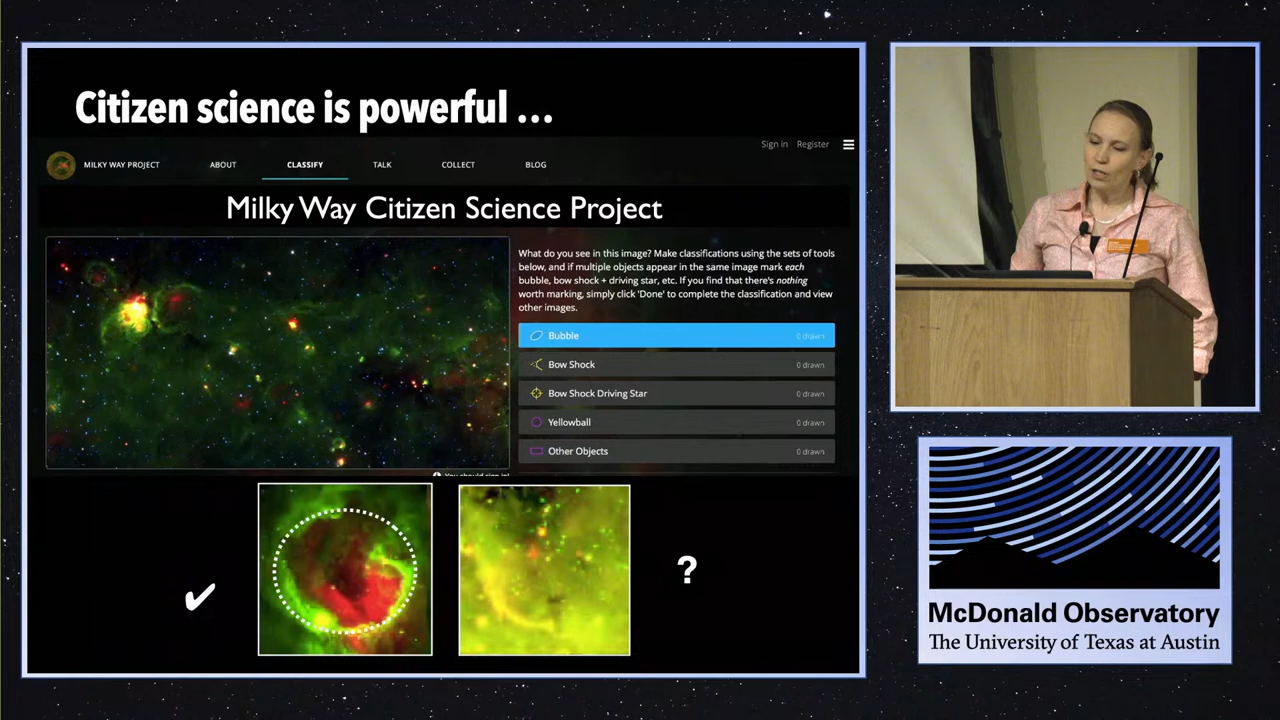 Citizen science is powerful ...
Sign in Register
MILKY WAY PROJECT ABOUT CLASSIFY TALK COLLECT BLOG
Milky Way Citizen Science Project
What do you see in this image? Make classifications using the sets of tools
below, and if multiple objects appear in the same image mark each
bubble, bow shock + driving star, etc. If you find that there's nothing
worth marking, simply click 'Done' to complete the classification and view
other images.
Bubble 0 drawn
Bow Shock 0 drawn
Bow Shock Driving Star 0 drawn
Yellowball 0 drawn
Other Objects 0 drawn
You should sign in!
✔ ?
McDonald Observatory
The University of Texas at Austin